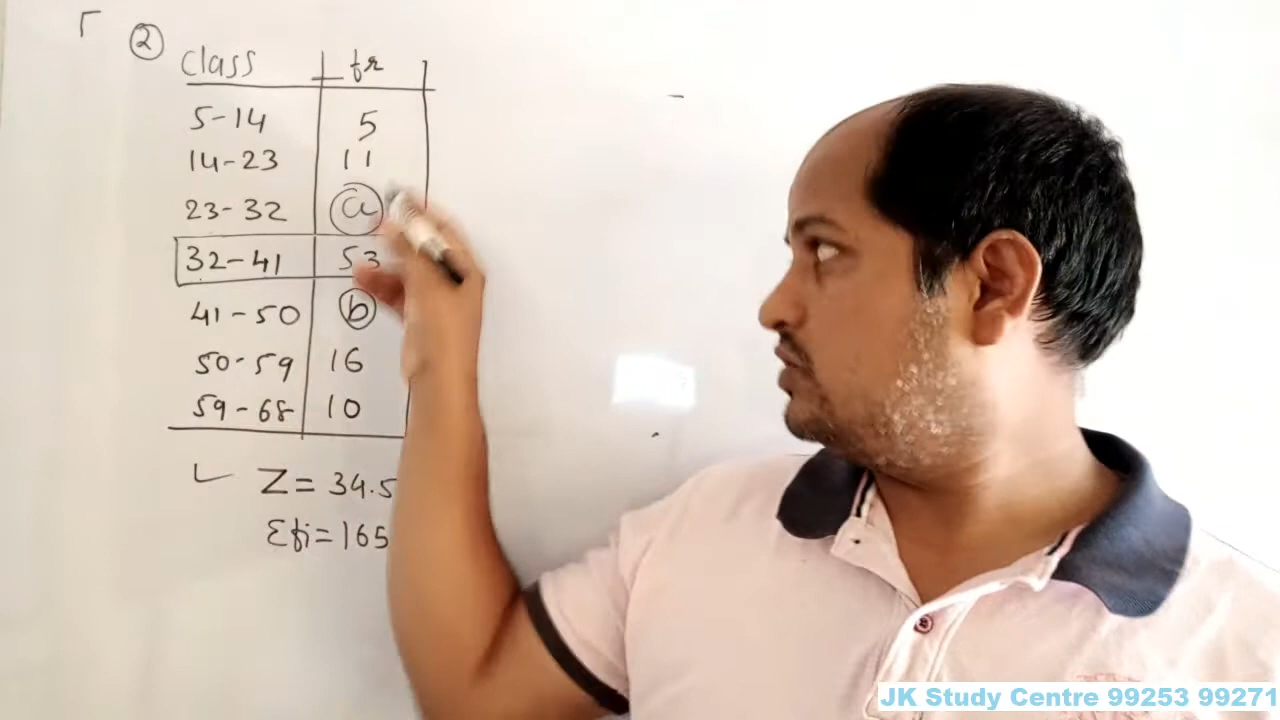 ②
Class fr
5-14 5
14-23 11
23-32 a
32-41 53
41-50 b
50-59 16
59-68 10
Z = 34.5
Σfi = 165
JK Study Centre 99253 99271